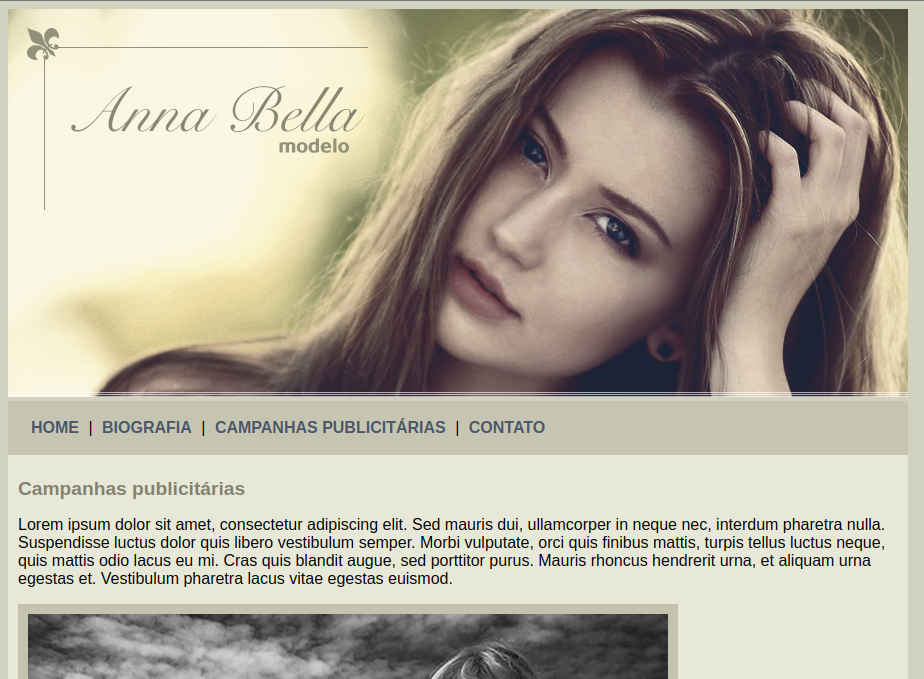 Anna Bella
modelo
HOME | BIOGRAFIA | CAMPANHAS PUBLICITÁRIAS | CONTATO
Campanhas publicitárias
Lorem ipsum dolor sit amet, consectetur adipiscing elit. Sed mauris dui, ullamcorper in neque nec, interdum pharetra nulla.
Suspendisse luctus dolor quis libero vestibulum semper. Morbi vulputate, orci quis finibus mattis, turpis tellus luctus neque,
quis mattis odio lacus eu mi. Cras quis blandit augue, sed porttitor purus. Mauris rhoncus hendrerit urna, et aliquam urna
egestas et. Vestibulum pharetra lacus vitae egestas euismod.